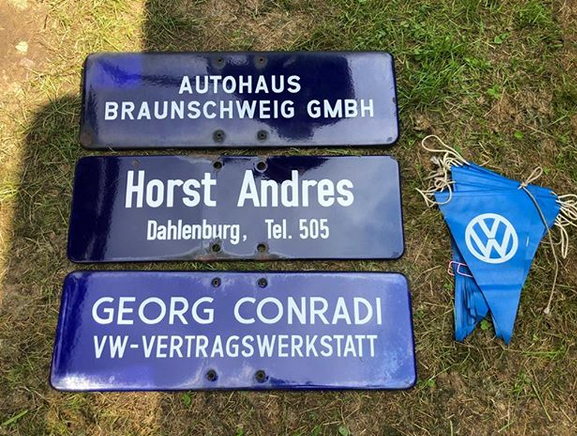 AUTOHAUS
BRAUNSCHWEIG GMBH
Horst Andres
Dahlenburg, Tel. 505
GEORG CONRADI
VW-VERTRAGSWERKSTATT
VW